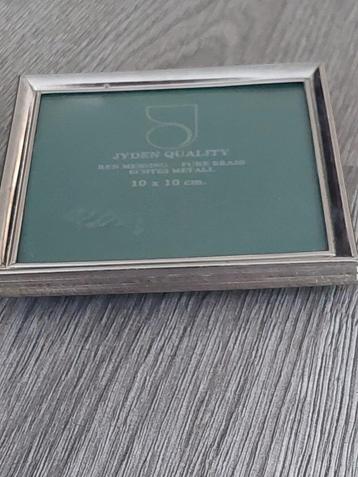 JYDEN QUALITY
REN MESSING PURE BRASS
ECHTES METALL
10 x 10 cm.